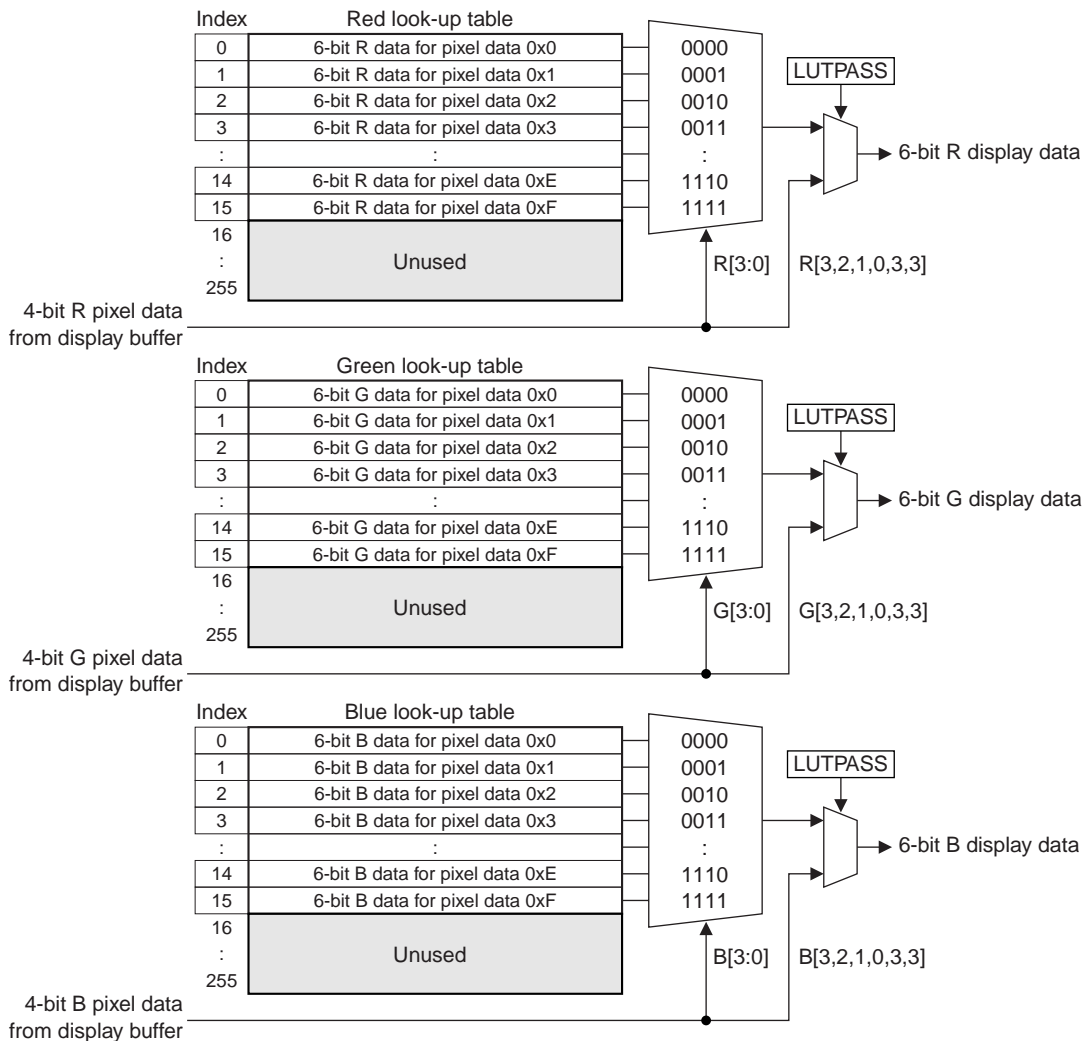 Index Red look-up table
0 6-bit R data for pixel data 0x0 0000
1 6-bit R data for pixel data 0x1 0001 LUTPASS
2 6-bit R data for pixel data 0x2 0010
3 6-bit R data for pixel data 0x3 0011
: : : 6-bit R display data
14 6-bit R data for pixel data 0xE 1110
15 6-bit R data for pixel data 0xF 1111
16
: Unused R[3:0] R[3,2,1,0,3,3]
255
4-bit R pixel data
from display buffer
Index Green look-up table
0 6-bit G data for pixel data 0x0 0000
1 6-bit G data for pixel data 0x1 0001 LUTPASS
2 6-bit G data for pixel data 0x2 0010
3 6-bit G data for pixel data 0x3 0011
: : : 6-bit G display data
14 6-bit G data for pixel data 0xE 1110
15 6-bit G data for pixel data 0xF 1111
16
: Unused G[3:0] G[3,2,1,0,3,3]
255
4-bit G pixel data
from display buffer
Index Blue look-up table
0 6-bit B data for pixel data 0x0 0000
1 6-bit B data for pixel data 0x1 0001 LUTPASS
2 6-bit B data for pixel data 0x2 0010
3 6-bit B data for pixel data 0x3 0011
: : : 6-bit B display data
14 6-bit B data for pixel data 0xE 1110
15 6-bit B data for pixel data 0xF 1111
16
: Unused B[3:0] B[3,2,1,0,3,3]
255
4-bit B pixel data
from display buffer